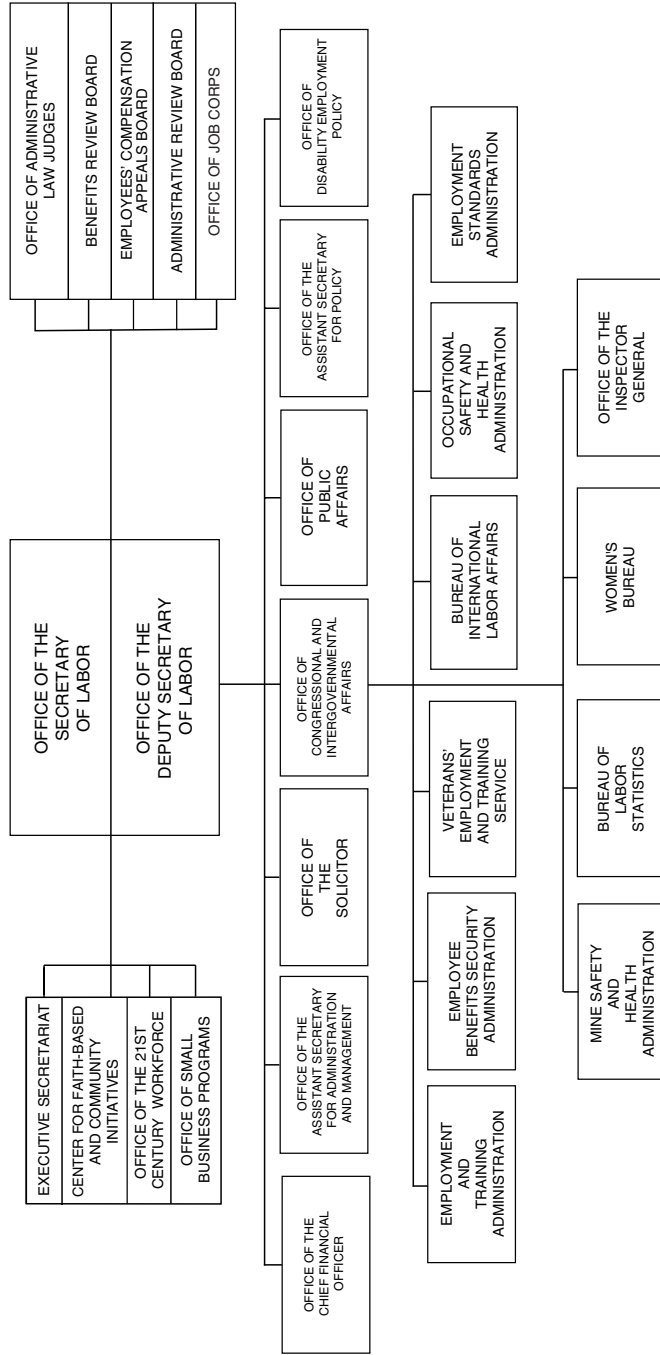 OFFICE OF THE
SECRETARY
OF LABOR
OFFICE OF THE
DEPUTY SECRETARY
OF LABOR
EXECUTIVE SECRETARIAT
CENTER FOR FAITH-BASED
AND COMMUNITY
INITIATIVES
OFFICE OF THE 21ST
CENTURY WORKFORCE
OFFICE OF SMALL
BUSINESS PROGRAMS
OFFICE OF ADMINISTRATIVE
LAW JUDGES
BENEFITS REVIEW BOARD
EMPLOYEES' COMPENSATION
APPEALS BOARD
ADMINISTRATIVE REVIEW BOARD
OFFICE OF JOB CORPS
OFFICE OF THE
CHIEF FINANCIAL
OFFICER
OFFICE OF THE
ASSISTANT SECRETARY
FOR ADMINISTRATION
AND MANAGEMENT
OFFICE OF
THE
SOLICITOR
OFFICE OF
CONGRESSIONAL AND
INTERGOVERNMENTAL
AFFAIRS
OFFICE OF
PUBLIC
AFFAIRS
OFFICE OF THE
ASSISTANT SECRETARY
FOR POLICY
OFFICE OF
DISABILITY EMPLOYMENT
POLICY
EMPLOYMENT
AND
TRAINING
ADMINISTRATION
EMPLOYEE
BENEFITS SECURITY
ADMINISTRATION
VETERANS'
EMPLOYMENT
AND TRAINING
SERVICE
BUREAU OF
INTERNATIONAL
LABOR AFFAIRS
OCCUPATIONAL
SAFETY AND
HEALTH
ADMINISTRATION
EMPLOYMENT
STANDARDS
ADMINISTRATION
MINE SAFETY
AND
HEALTH
ADMINISTRATION
BUREAU OF
LABOR
STATISTICS
WOMEN'S
BUREAU
OFFICE OF THE
INSPECTOR
GENERAL